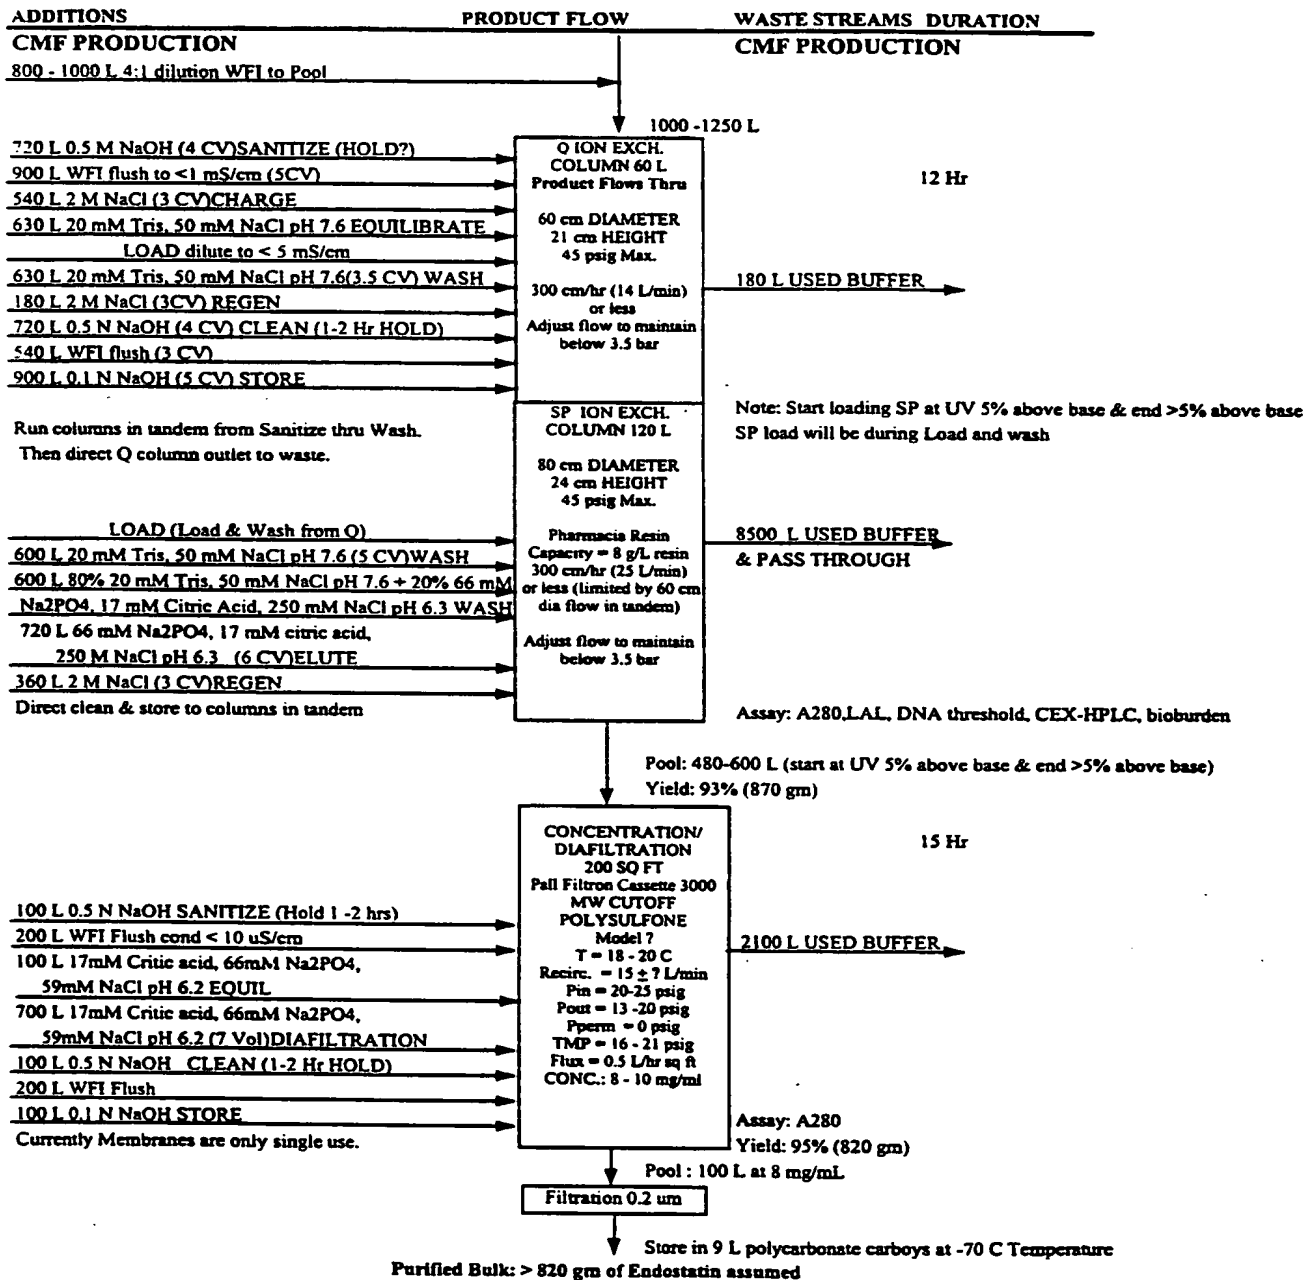 ADDITIONS PRODUCT FLOW WASTE STREAMS DURATION
CMF PRODUCTION CMF PRODUCTION
800 - 1000 L 4:1 dilution WFI to Pool
1000 -1250 L
720 L 0.5 M NaOH (4 CV)SANITIZE (HOLD?)
900 L WFI flush to <1 mS/cm (5CV)
540 L 2 M NaCl (3 CV)CHARGE
630 L 20 mM Tris, 50 mM NaCl pH 7.6 EQUILIBRATE
LOAD dilute to < 5 mS/cm
630 L 20 mM Tris, 50 mM NaCl pH 7.6(3.5 CV) WASH
180 L 2 M NaCl (3CV) REGEN
720 L 0.5 N NaOH (4 CV) CLEAN (1-2 Hr HOLD)
540 L WFI flush (3 CV)
900 L 0.1 N NaOH (5 CV) STORE
Q ION EXCH.
COLUMN 60 L
Product Flows Thru
60 cm DIAMETER
21 cm HEIGHT
45 psig Max.
300 cm/hr (14 L/min)
or less
Adjust flow to maintain
below 3.5 bar
12 Hr
180 L USED BUFFER
Run columns in tandem from Sanitize thru Wash.
Then direct Q column outlet to waste.
SP ION EXCH.
COLUMN 120 L
80 cm DIAMETER
24 cm HEIGHT
45 psig Max.
Pharmacia Resin
Capacity = 8 g/L resin
300 cm/hr (25 L/min)
or less (limited by 60 cm
dia flow in tandem)
Adjust flow to maintain
below 3.5 bar
Note: Start loading SP at UV 5% above base & end >5% above base
SP load will be during Load and wash
LOAD (Load & Wash from Q)
600 L 20 mM Tris, 50 mM NaCl pH 7.6 (5 CV)WASH
600 L 80% 20 mM Tris, 50 mM NaCl pH 7.6 + 20% 66 mM
Na2PO4, 17 mM Citric Acid, 250 mM NaCl pH 6.3 WASH
720 L 66 mM Na2PO4, 17 mM citric acid,
250 M NaCl pH 6.3 (6 CV)ELUTE
360 L 2 M NaCl (3 CV)REGEN
Direct clean & store to columns in tandem
8500 L USED BUFFER
& PASS THROUGH
Assay: A280,LAL, DNA threshold, CEX-HPLC, bioburden
Pool: 480-600 L (start at UV 5% above base & end >5% above base)
Yield: 93% (870 gm)
CONCENTRATION/
DIAFILTRATION
200 SQ FT
Pall Filtron Cassette 3000
MW CUTOFF
POLYSULFONE
Model ?
T = 18 - 20 C
Recirc. = 15 ± ? L/min
Pin = 20-25 psig
Pout = 13 -20 psig
Pperm = 0 psig
TMP = 16 - 21 psig
Flux = 0.5 L/hr sq ft
CONC.: 8 - 10 mg/ml
15 Hr
100 L 0.5 N NaOH SANITIZE (Hold 1 -2 hrs)
200 L WFI Flush cond < 10 uS/cm
100 L 17mM Critic acid, 66mM Na2PO4,
59mM NaCl pH 6.2 EQUIL
700 L 17mM Critic acid, 66mM Na2PO4,
59mM NaCl pH 6.2 (7 Vol)DIAFILTRATION
100 L 0.5 N NaOH CLEAN (1-2 Hr HOLD)
200 L WFI Flush
100 L 0.1 N NaOH STORE
Currently Membranes are only single use.
2100 L USED BUFFER
Assay: A280
Yield: 95% (820 gm)
Pool : 100 L at 8 mg/mL
Filtration 0.2 um
Store in 9 L polycarbonate carboys at -70 C Temperature
Purified Bulk: > 820 gm of Endostatin assumed